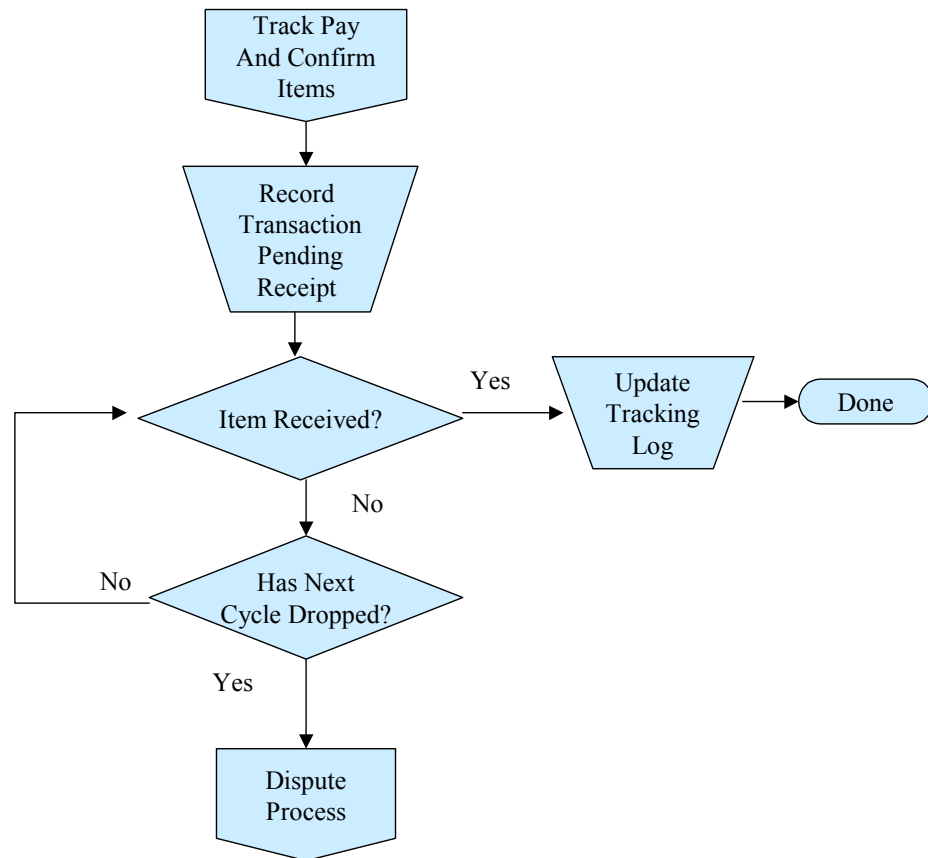 Track Pay
And Confirm
Items
Record
Transaction
Pending
Receipt
Item Received?
Yes
Update
Tracking
Log
Done
No
Has Next
Cycle Dropped?
No
Yes
Dispute
Process